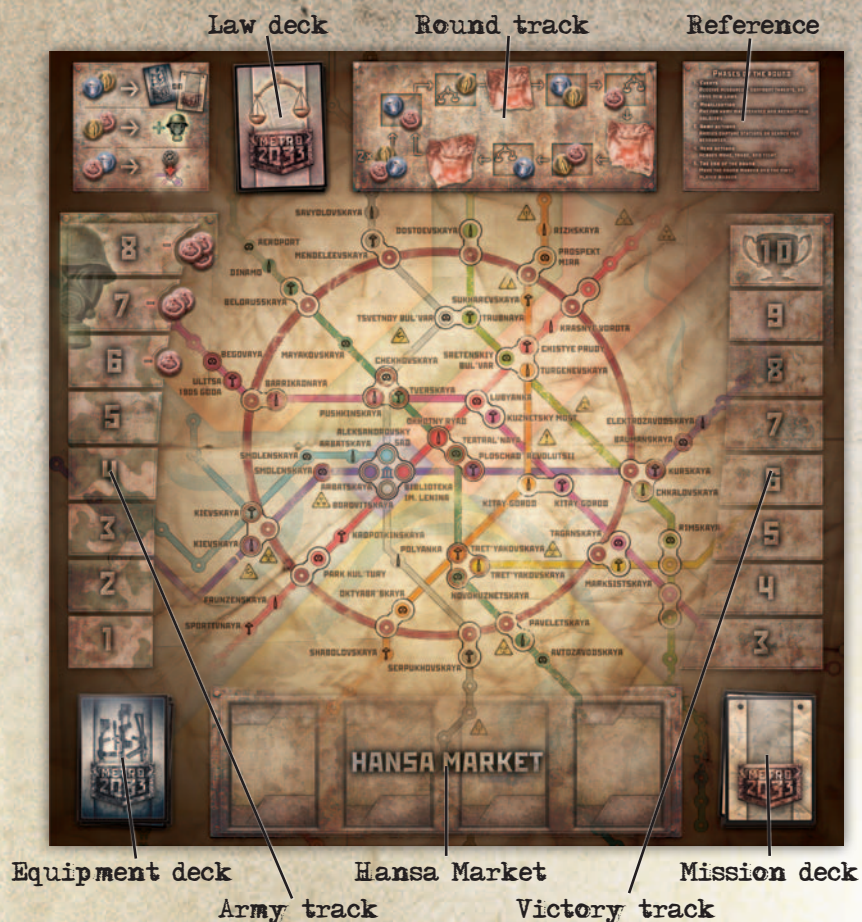 Law deck
Round track
Reference
OR
METRO
2033
PHASES OF THE ROUND
8
7
6
5
4
3
2
1
10
9
8
7
6
5
4
3
SAVYOLOVSKAYA
DOSTOEVSKAYA
RIZHSKAYA
AEROPORT
MENDELEEVSKAYA
PROSPEKT
MIRA
DINAMO
BELORUSSKAYA
SUKHAREVSKAYA
TSVETNOY BUL'VAR
TRUBNAYA
KRASNYE VOROTA
BEGOVAYA
MAYAKOVSKAYA
CHEKHOVSKAYA
SRETENSKIY
BUL'VAR
CHISTYE PRUDY
TURGENEVSKAYA
ULITSA
1905 GODA
BARRIKADNAYA
TVERSKAYA
LUBYANKA
PUSHKINSKAYA
KUZNETSKY MOST
OKHOTNY RYAD
ELEKTROZAVODSKAYA
ALEKSANDROVSKY
SAD
TEATRAL'NAYA
BAUMANSKAYA
ARBATSKAYA
SMOLENSKAYA
PLOSCHAD' REVOLUTSII
SMOLENSKAYA
KURSKAYA
ARBATSKAYA
BIBLIOTEKA
IM. LENINA
CHKALOVSKAYA
BOROVITSKAYA
KITAY GOROD
KITAY GOROD
KIEVSKAYA
KROPOTKINSKAYA
RIMSKAYA
TAGANSKAYA
KIEVSKAYA
POLYANKA
TRET'YAKOVSKAYA
PARK KUL'TURY
TRET'YAKOVSKAYA
MARKSISTSKAYA
FRUNZENSKAYA
NOVOKUZNETSKAYA
OKTYABR'SKAYA
SPORTIVNAYA
PAVELETSKAYA
SHABOLOVSKAYA
AVTOZAVODSKAYA
SERPUKHOVSKAYA
METRO
2033
HANSA MARKET
METRO
2033
Equipment deck
Hansa Market
Mission deck
Army track
Victory track